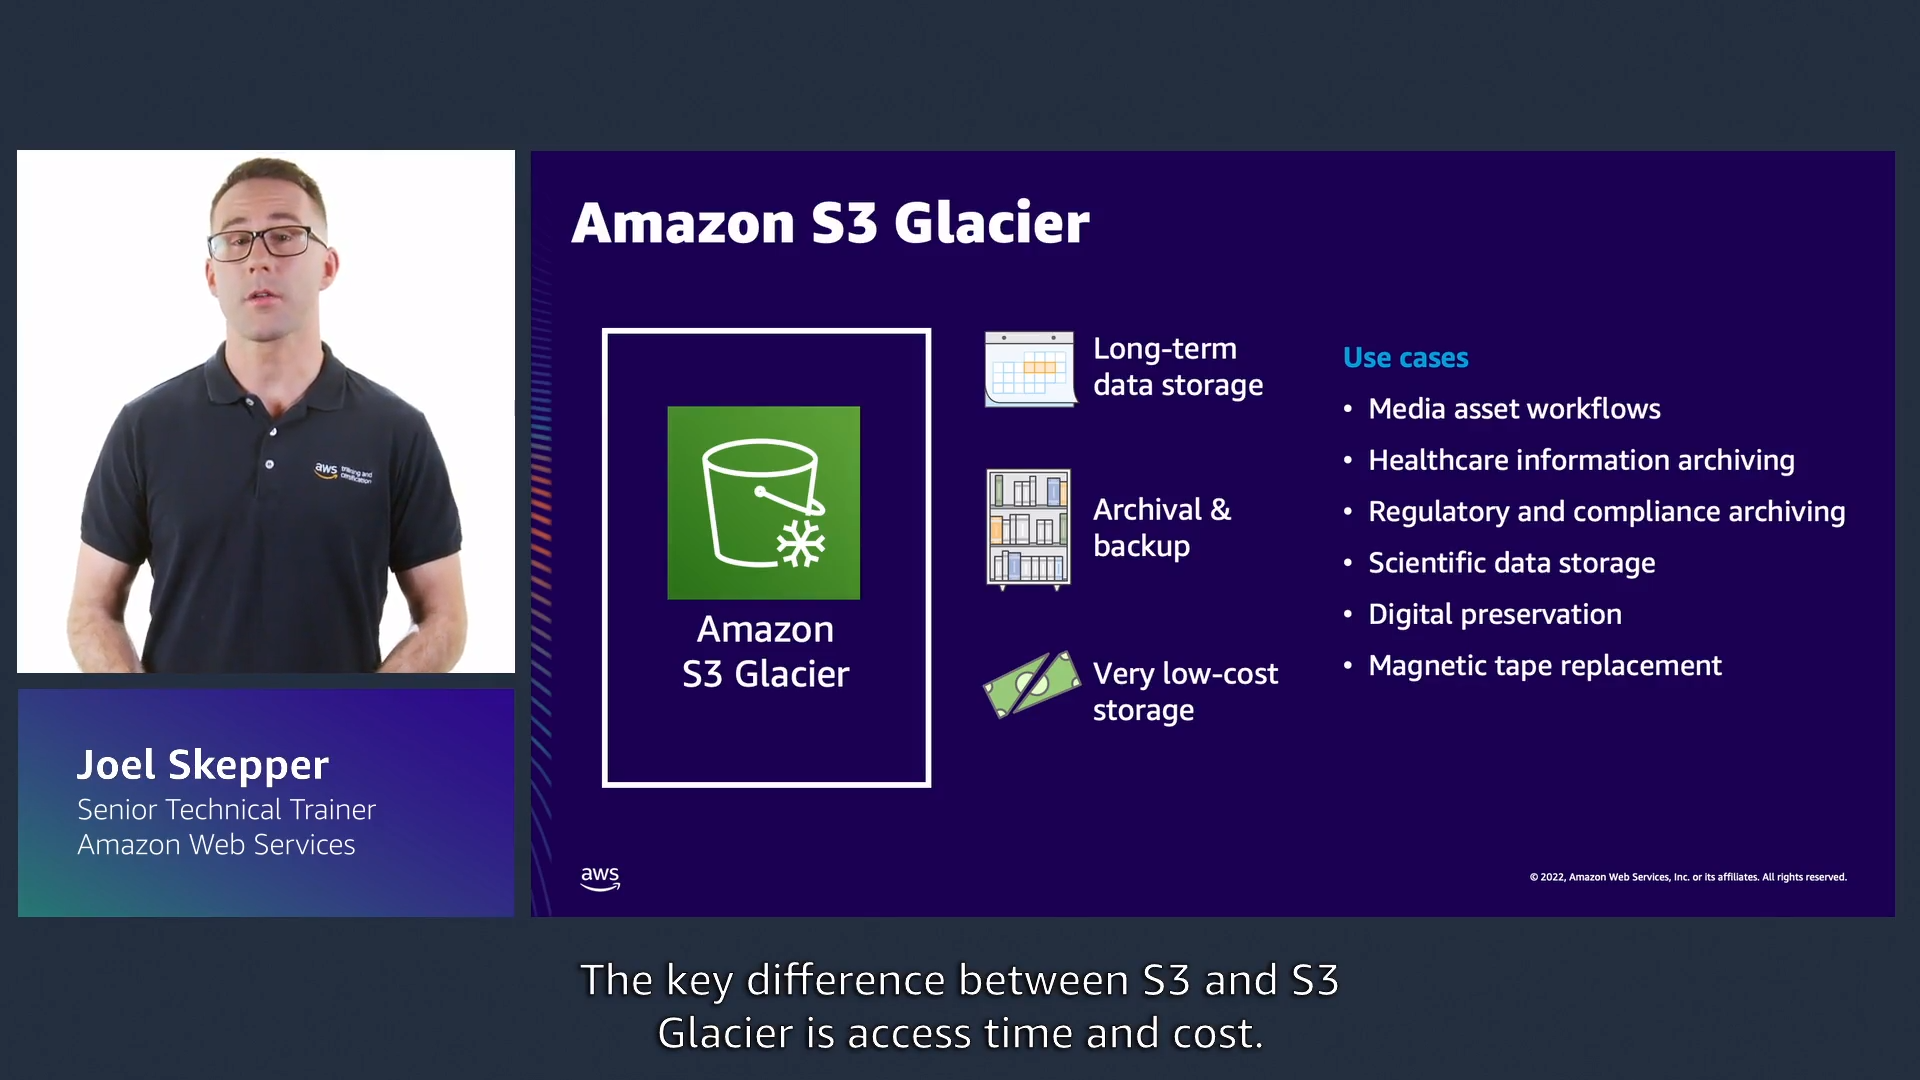 Amazon S3 Glacier
aws training and
certification
Amazon
S3 Glacier
Long-term
data storage
Archival &
backup
Very low-cost
storage
Use cases
• Media asset workflows
• Healthcare information archiving
• Regulatory and compliance archiving
• Scientific data storage
• Digital preservation
• Magnetic tape replacement
Joel Skepper
Senior Technical Trainer
Amazon Web Services
aws
© 2022, Amazon Web Services, Inc. or its affiliates. All rights reserved.
The key difference between S3 and S3
Glacier is access time and cost.